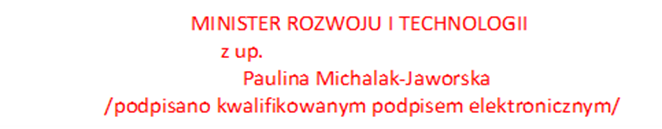 MINISTER ROZWOJU I TECHNOLOGII
z up.
Paulina Michalak-Jaworska
/podpisano kwalifikowanym podpisem elektronicznym/